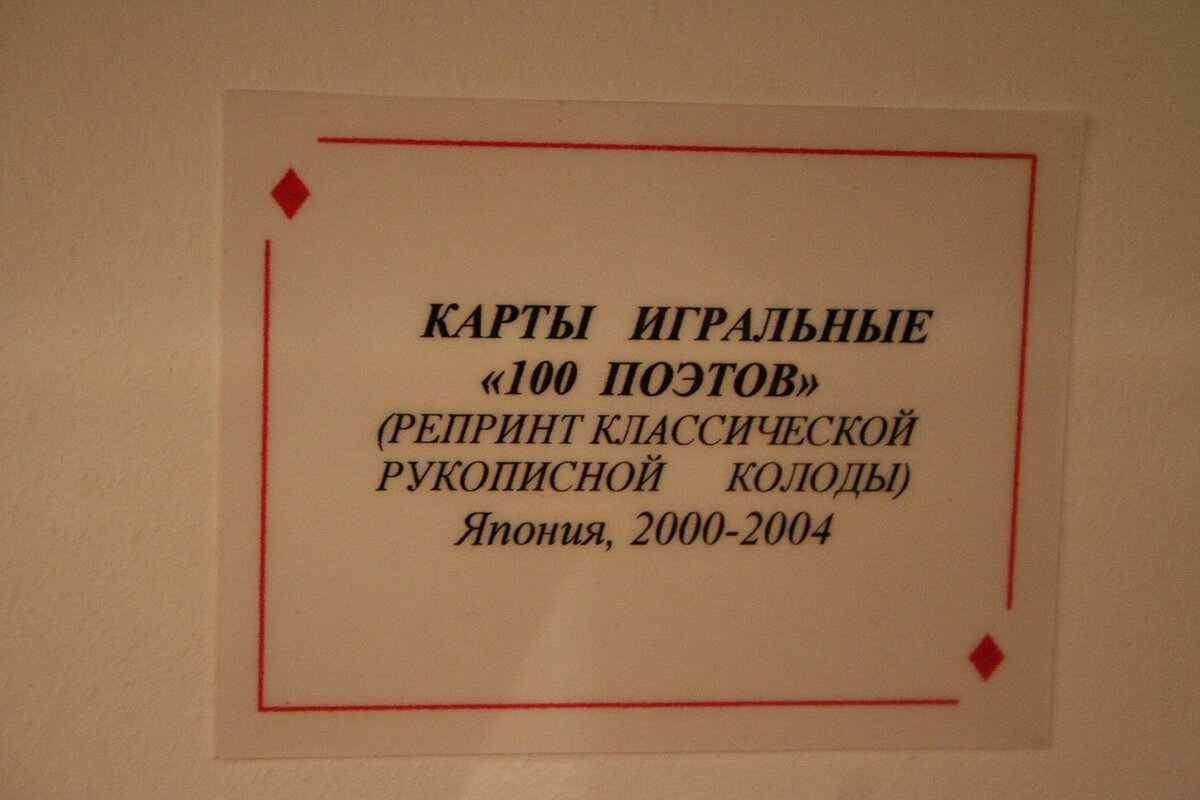 КАРТЫ ИГРАЛЬНЫЕ
«100 ПОЭТОВ»
(РЕПРИНТ КЛАССИЧЕСКОЙ
РУКОПИСНОЙ КОЛОДЫ)
Япония, 2000-2004